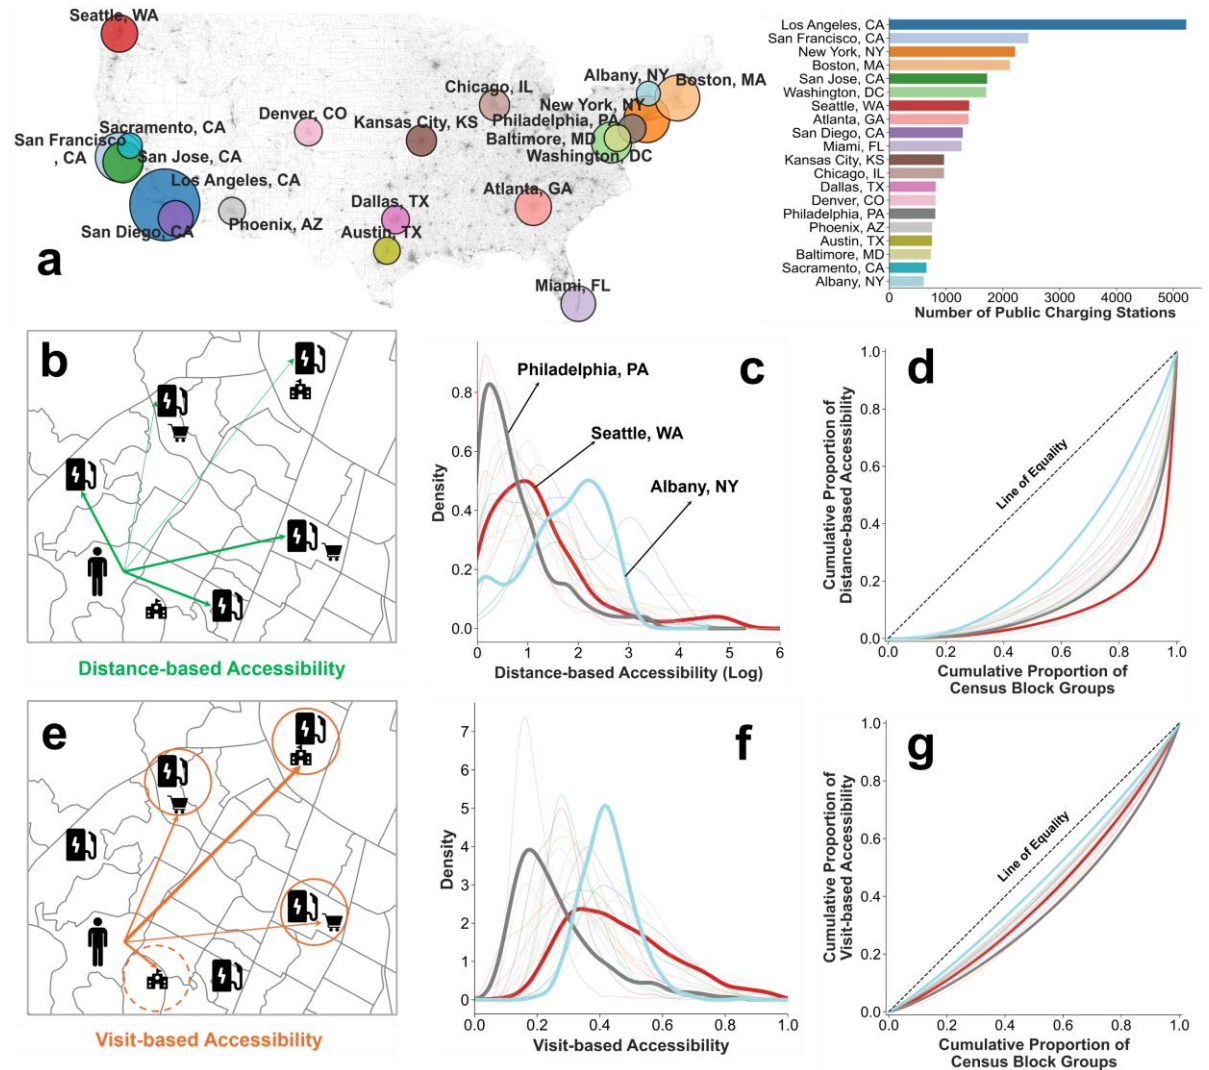 Seattle, WA
Sacramento, CA
San Francisco
, CA
San Jose, CA
Los Angeles, CA
San Diego, CA
Phoenix, AZ
Denver, CO
Kansas City, KS
Dallas, TX
Austin, TX
Chicago, IL
Atlanta, GA
Miami, FL
Albany, NY
Boston, MA
New York, NY
Philadelphia, PA
Baltimore, MD
Washington, DC
a
Los Angeles, CA
San Francisco, CA
New York, NY
Boston, MA
San Jose, CA
Washington, DC
Seattle, WA
Atlanta, GA
San Diego, CA
Miami, FL
Kansas City, KS
Chicago, IL
Dallas, TX
Denver, CO
Philadelphia, PA
Phoenix, AZ
Austin, TX
Baltimore, MD
Sacramento, CA
Albany, NY
0 1000 2000 3000 4000 5000
Number of Public Charging Stations
b
Distance-based Accessibility
c
Philadelphia, PA
Seattle, WA
Albany, NY
Density
0.8
0.6
0.4
0.2
0.0
0 1 2 3 4 6
Distance-based Accessibility (Log)
d
Line of Equality
Cumulative Proportion of
Distance-based Accessibility
1.0
0.8
0.6
0.4
0.2
0.0
0.0 0.2 0.4 0.6 0.8 1.0
Cumulative Proportion of
Census Block Groups
e
Visit-based Accessibility
f
Density
7
6
5
4
3
2
1
0
0.0 0.2 0.4 0.6 0.8 1.0
Visit-based Accessibility
g
Line of Equality
Cumulative Proportion of
Visit-based Accessibility
1.0
0.8
0.6
0.4
0.2
0.0
0.0 0.2 0.4 0.6 0.8 1.0
Cumulative Proportion of
Census Block Groups